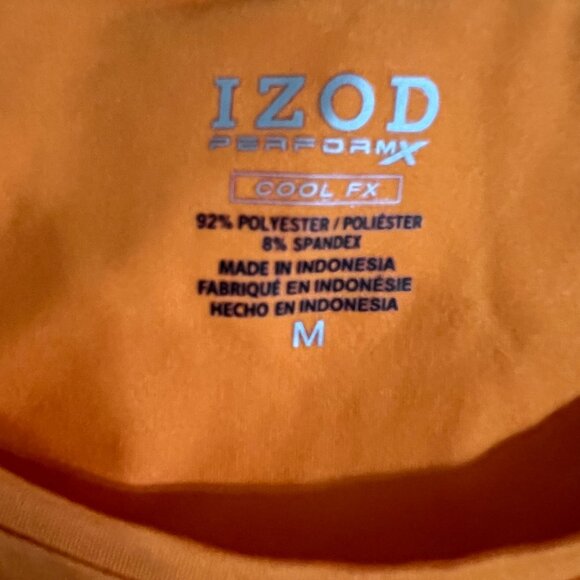 IZOD
PERFORMX
COOL FX
92% POLYESTER / POLIÉSTER
8% SPANDEX
MADE IN INDONESIA
FABRIQUÉ EN INDONÉSIE
HECHO EN INDONESIA
M